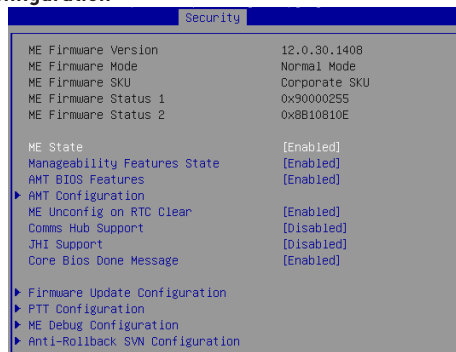 Security
ME Firmware Version 12.0.30.1408
ME Firmware Mode Normal Mode
ME Firmware SKU Corporate SKU
ME Firmware Status 1 0x90000255
ME Firmware Status 2 0x8B10810E
ME State [Enabled]
Manageability Features State [Enabled]
AMT BIOS Features [Enabled]
AMT Configuration
ME Unconfig on RTC Clear [Enabled]
Comms Hub Support [Disabled]
JHI Support [Disabled]
Core Bios Done Message [Enabled]
Firmware Update Configuration
PTT Configuration
ME Debug Configuration
Anti-Rollback SVN Configuration